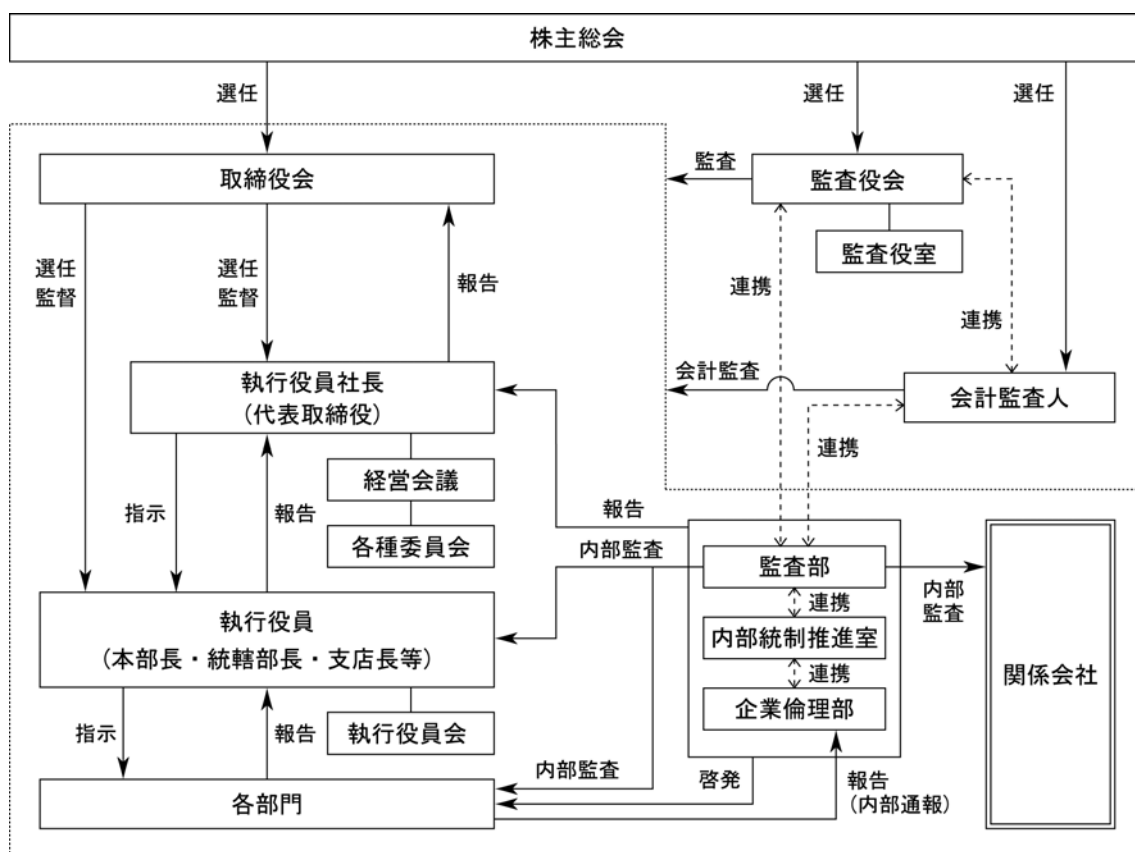 株主総会
選任
選任
選任
取締役会
監査
監査役会
監査役室
選任
監督
選任
監督
報告
連携
連携
執行役員社長
（代表取締役）
会計監査
会計監査人
連携
経営会議
指示
報告
各種委員会
報告
内部監査
監査部
内部
監査
連携
執行役員
（本部長・統轄部長・支店長等）
内部統制推進室
連携
関係会社
企業倫理部
執行役員会
指示
報告
内部監査
啓発
報告
（内部通報）
各部門